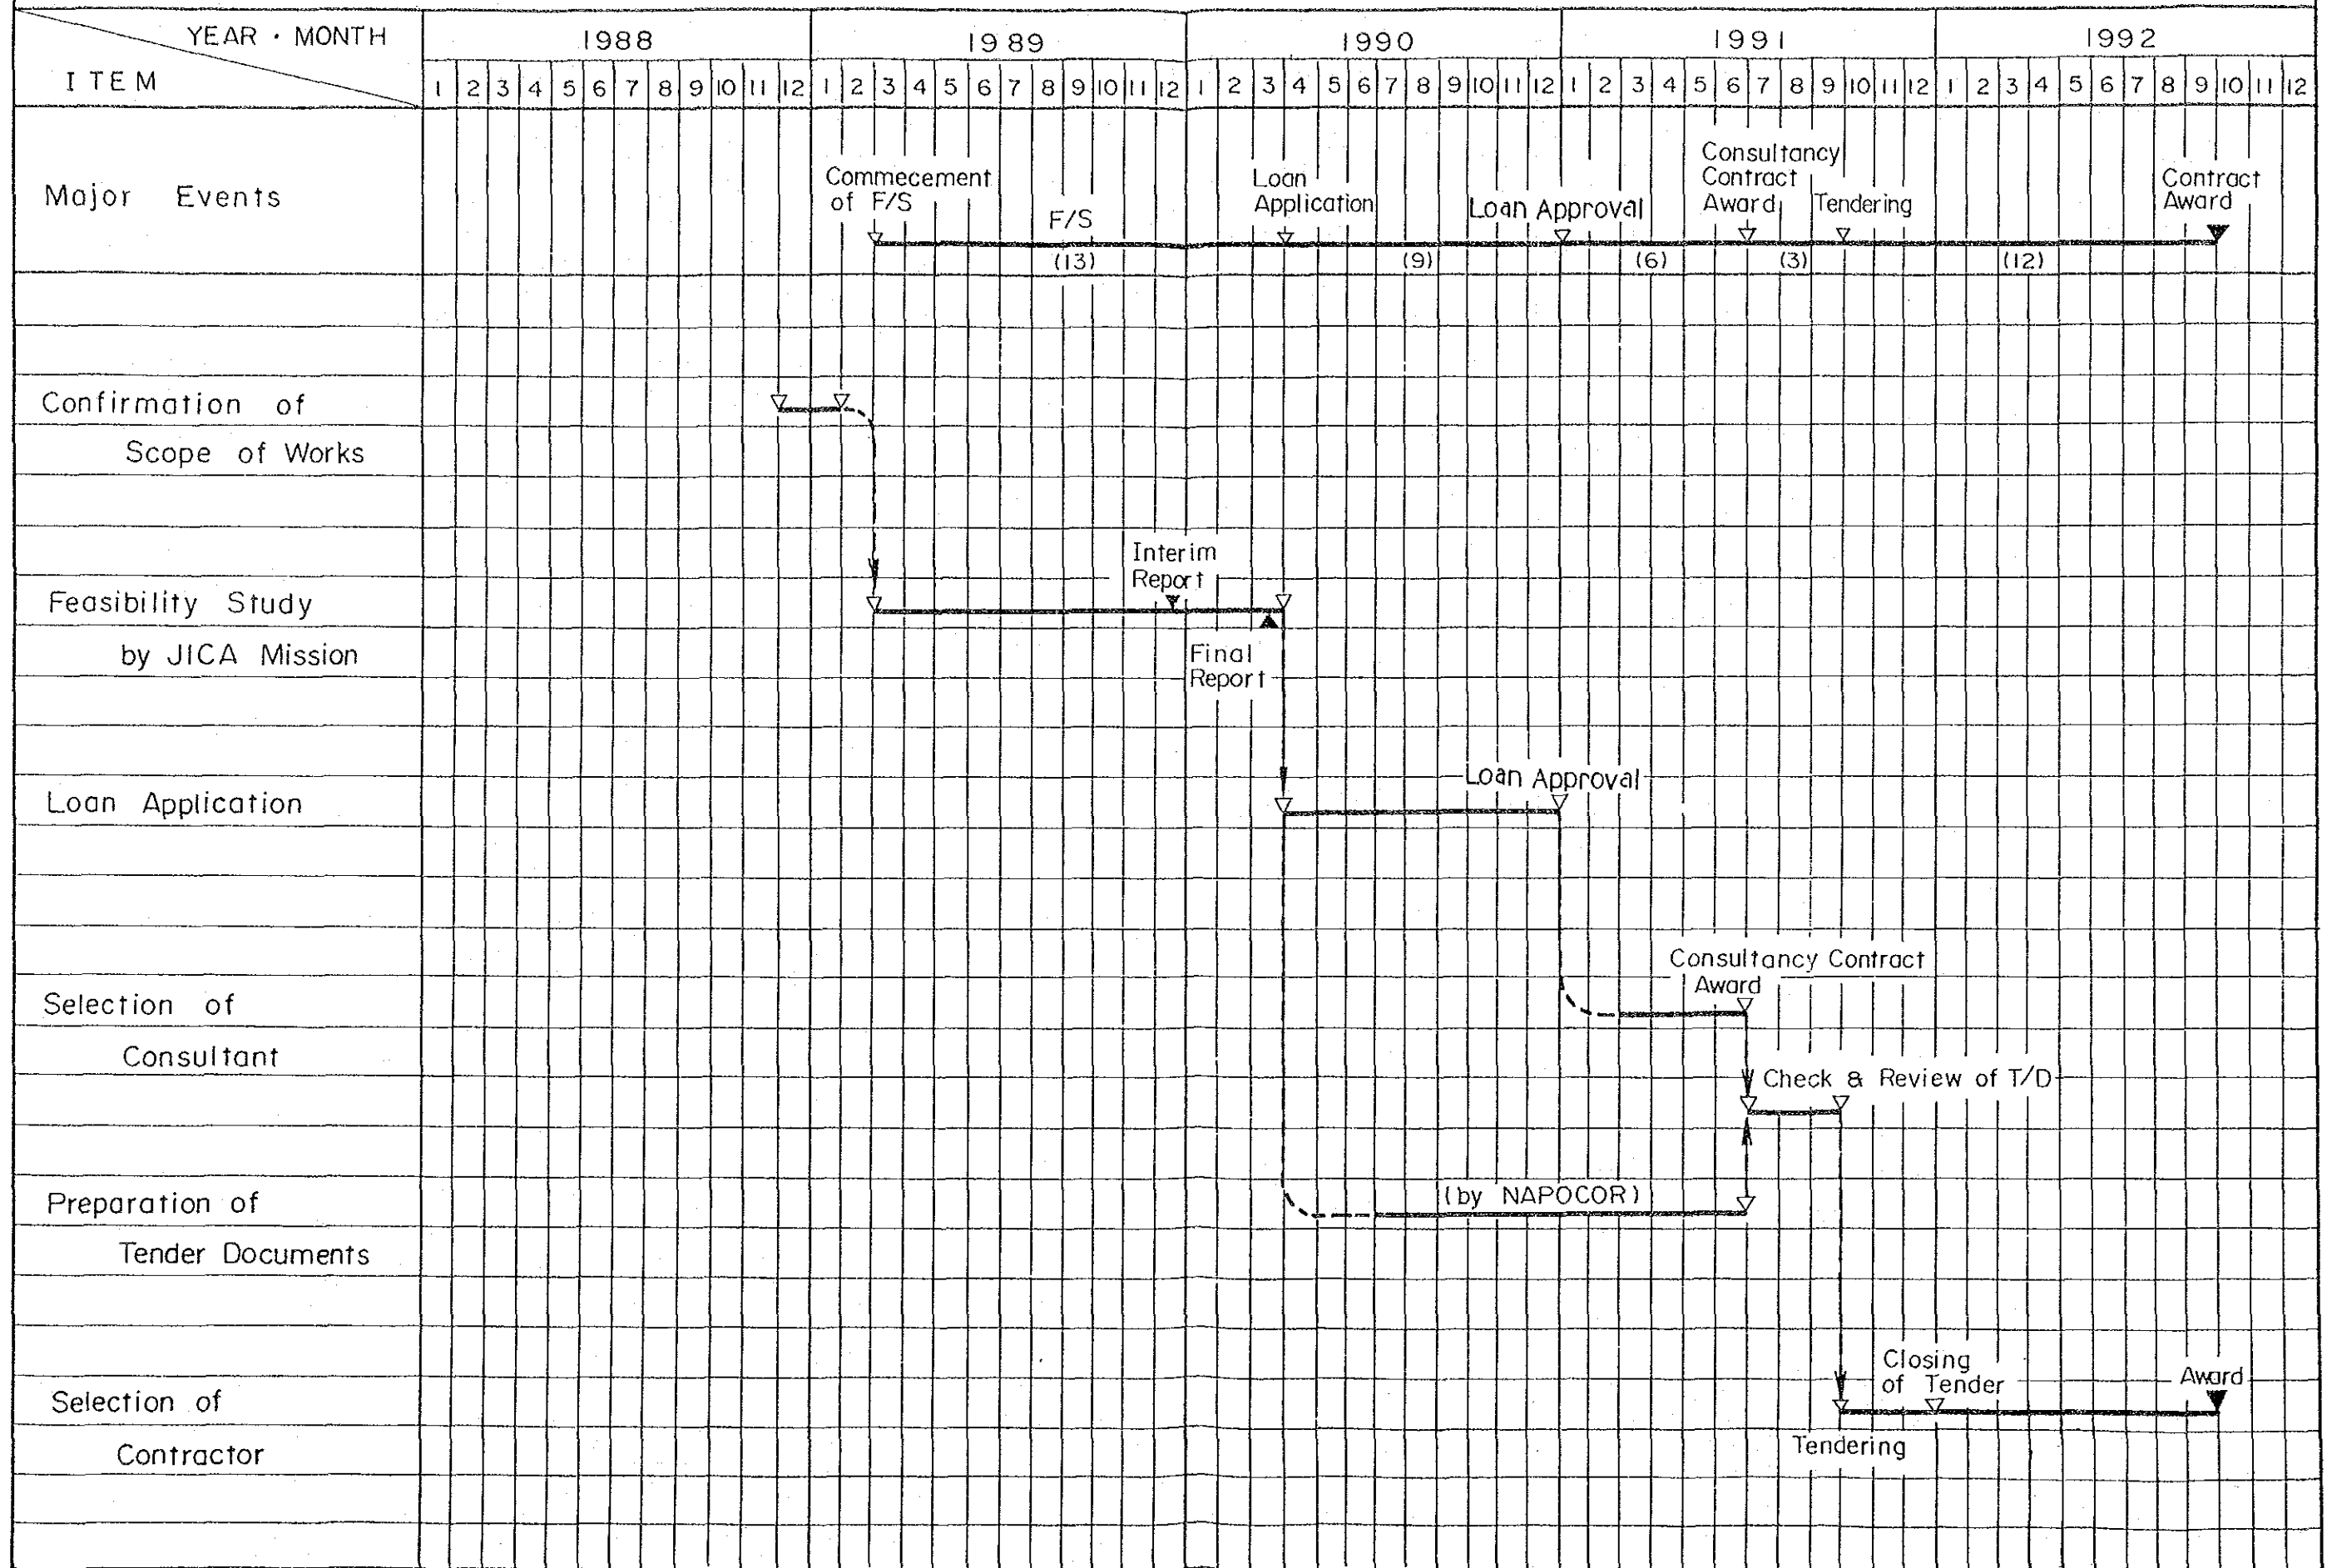 YEAR · MONTH
ITEM
1988
1989
1990
1991
1992
1 2 3 4 5 6 7 8 9 10 11 12 1 2 3 4 5 6 7 8 9 10 11 12 1 2 3 4 5 6 7 8 9 10 11 12 1 2 3 4 5 6 7 8 9 10 11 12 1 2 3 4 5 6 7 8 9 10 11 12
Major Events
Commecement
of F/S
F/S
(13)
Loan
Application
(9)
Loan Approval
(6)
Consultancy
Contract
Award
(3)
Tendering
(12)
Contract
Award
Confirmation of
Scope of Works
Feasibility Study
by JICA Mission
Interim
Report
Final
Report
Loan Application
Loan Approval
Selection of
Consultant
Consultancy Contract
Award
Check & Review of T/D
Preparation of
Tender Documents
(by NAPOCOR)
Selection of
Contractor
Closing
of Tender
Award
Tendering